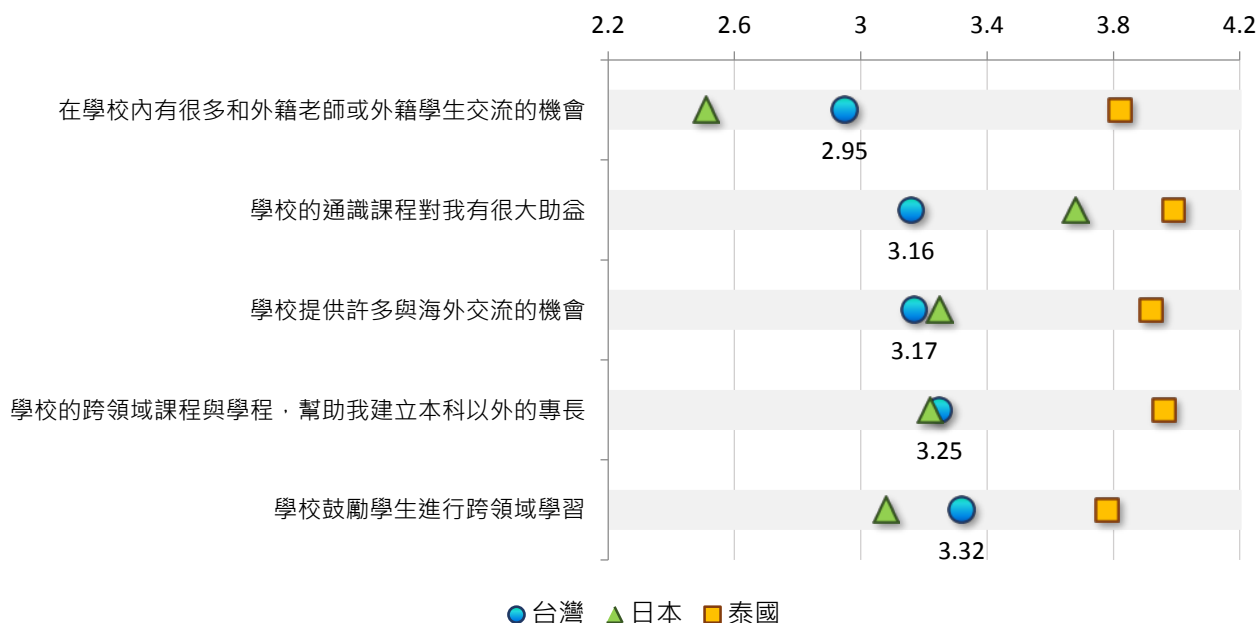 2.2 2.6 3 3.4 3.8 4.2
在學校內有很多和外籍老師或外籍學生交流的機會
2.95
學校的通識課程對我有很大助益
3.16
學校提供許多與海外交流的機會
3.17
學校的跨領域課程與學程，幫助我建立本科以外的專長
3.25
學校鼓勵學生進行跨領域學習
3.32
台灣 日本 泰國